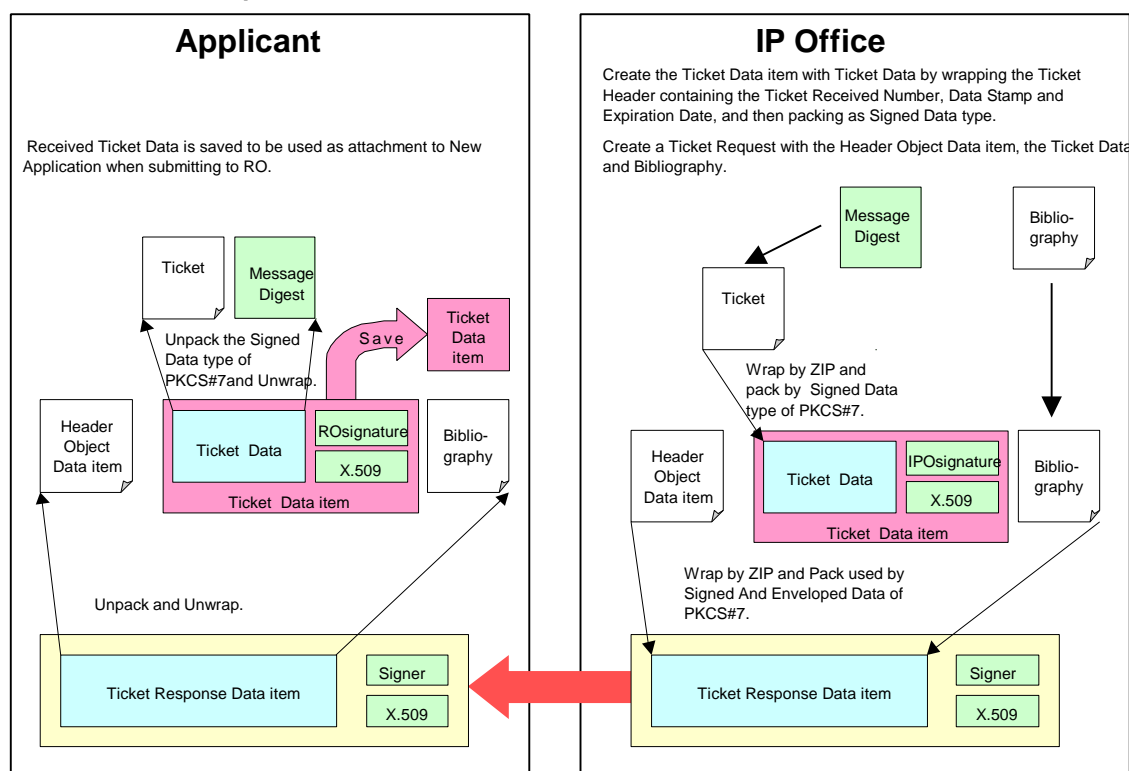 Applicant
Received Ticket Data is saved to be used as attachment to New
Application when submitting to RO.
Ticket
Message
Digest
Unpack the Signed
Data type of
PKCS#7and Unwrap.
Save
Ticket
Data
item
Header
Object
Data item
Ticket Data
ROsignature
X.509
Ticket Data item
Biblio-
graphy
Unpack and Unwrap.
Ticket Response Data item
Signer
X.509
IP Office
Create the Ticket Data item with Ticket Data by wrapping the Ticket
Header containing the Ticket Received Number, Data Stamp and
Expiration Date, and then packing as Signed Data type.
Create a Ticket Request with the Header Object Data item, the Ticket Data
and Bibliography.
Message
Digest
Biblio-
graphy
Ticket
Wrap by ZIP and
pack by Signed Data
type of PKCS#7.
Header
Object
Data item
Ticket Data
IPOsignature
X.509
Ticket Data item
Biblio-
graphy
Wrap by ZIP and Pack used by
Signed And Enveloped Data of
PKCS#7.
Ticket Response Data item
Signer
X.509